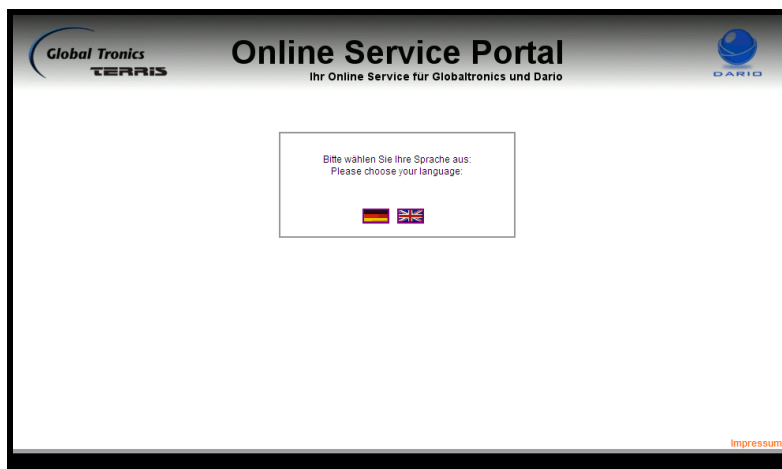 Global Tronics
TERRIS
Online Service Portal
Ihr Online Service für Globaltronics und Dario
DARIO
Bitte wählen Sie Ihre Sprache aus:
Please choose your language:
Impressum